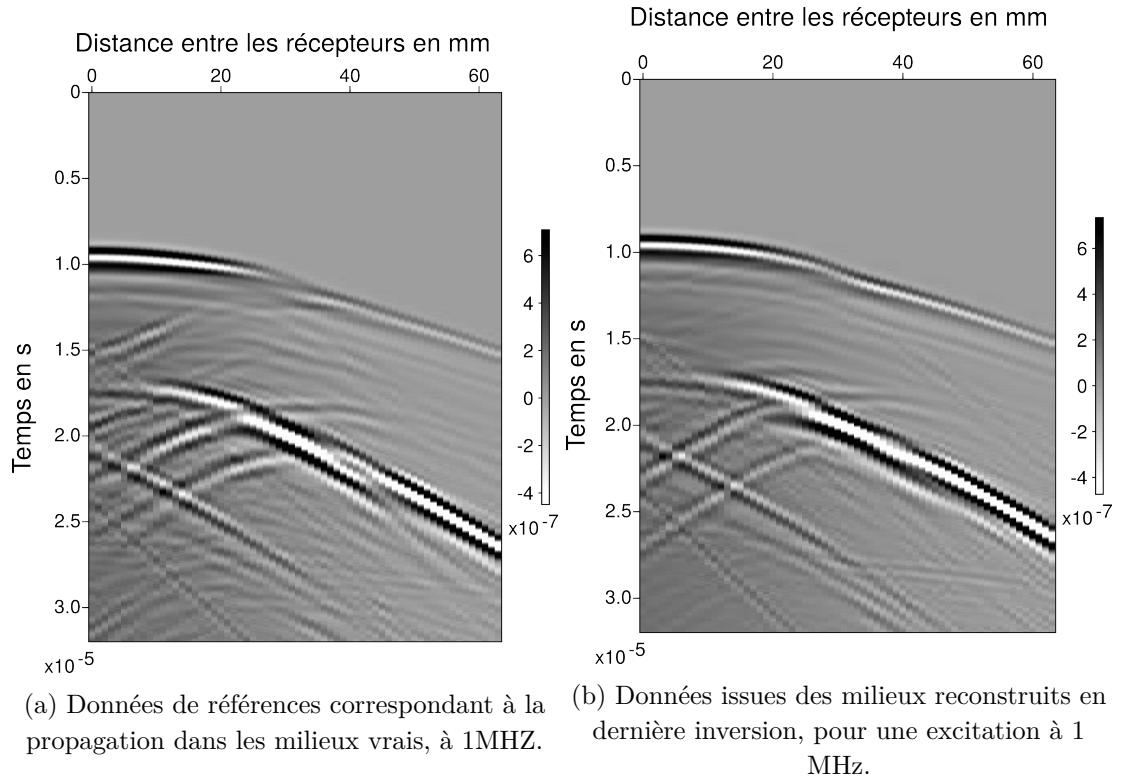 Distance entre les récepteurs en mm
0 20 40 60
0
0.5
1.0
1.5
2.0
2.5
3.0
Temps en s
x10 -5
6
4
2
0
-2
-4
x10 -7
(a) Données de références correspondant à la
propagation dans les milieux vrais, à 1MHZ.
Distance entre les récepteurs en mm
0 20 40 60
0
0.5
1.0
1.5
2.0
2.5
3.0
Temps en s
x10 -5
6
4
2
0
-2
-4
x10 -7
(b) Données issues des milieux reconstruits en
dernière inversion, pour une excitation à 1
MHz.